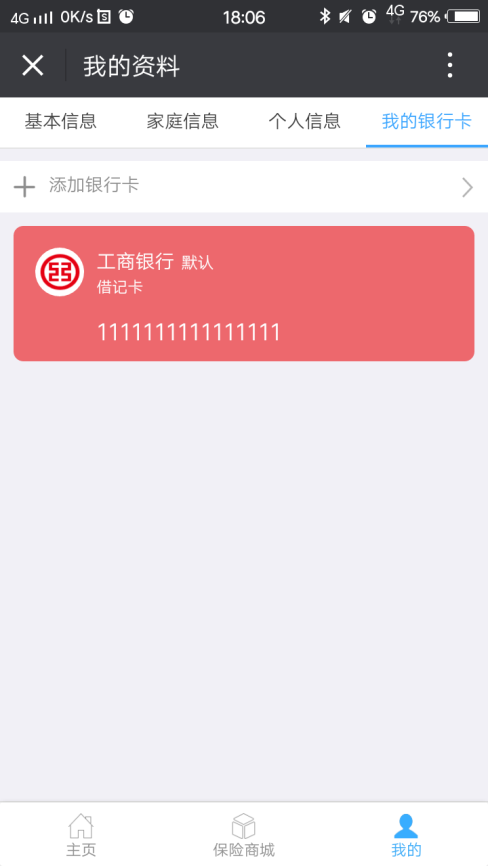 4G 0K/s S 18:06 4G 76%
我的资料
基本信息 家庭信息 个人信息 我的银行卡
添加银行卡
工商银行 默认
借记卡
1111111111111111
主页 保险商城 我的